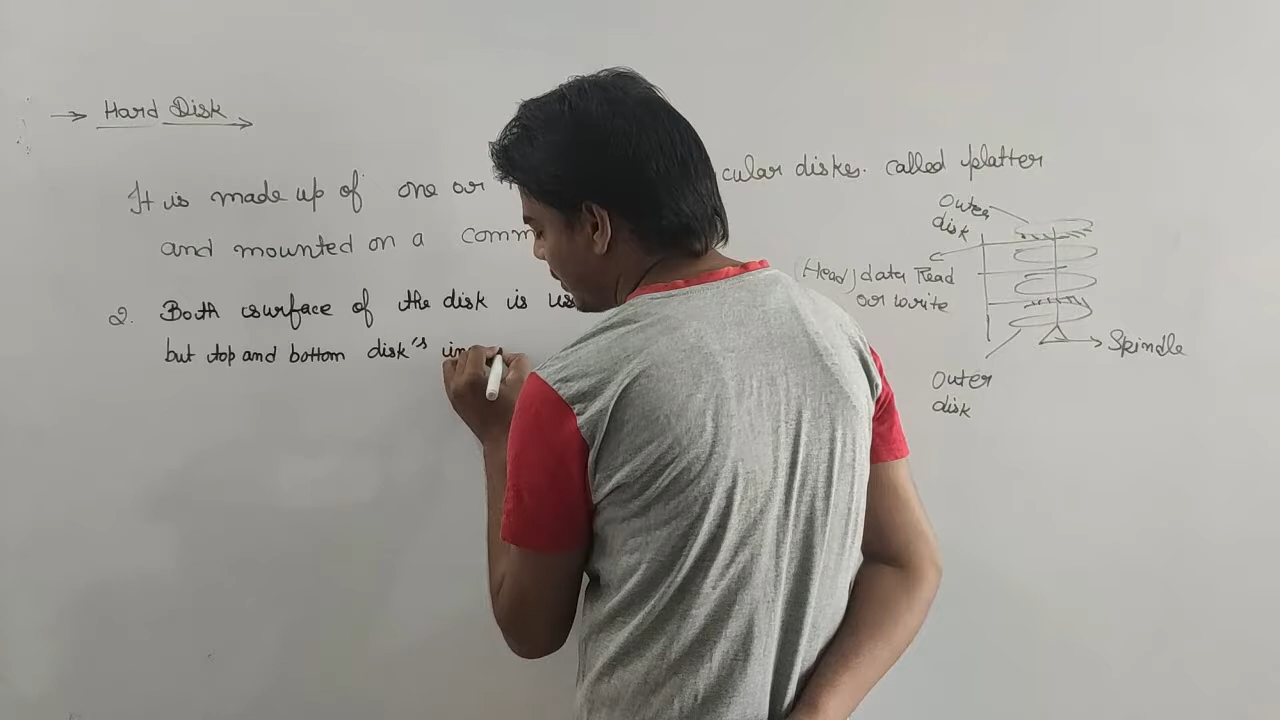 → Hard Disk
It is made up of one or cular diskes. called platter
and mounted on a comm
2. Both surface of the disk is us
but top and bottom disk's in
Outer
disk
Head, data Read
or write
Spindle
Outer
disk